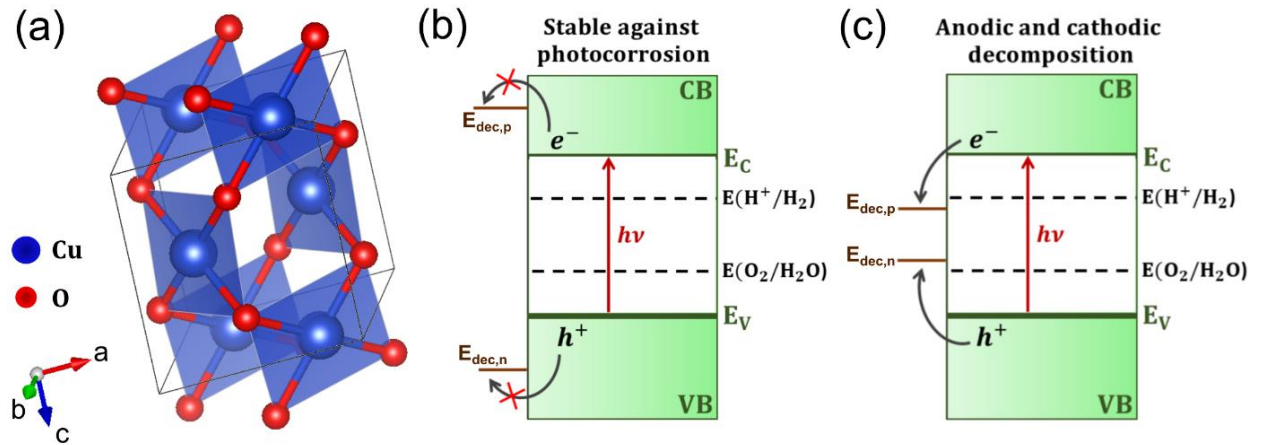 (a)
Cu
O
a
b
c
(b)
Stable against
photocorrosion
CB
E_dec,p
e⁻
E_C
E(H⁺/H₂)
hν
E(O₂/H₂O)
E_V
h⁺
E_dec,n
VB
(c)
Anodic and cathodic
decomposition
CB
e⁻
E_C
E(H⁺/H₂)
E_dec,p
hν
E_dec,n
E(O₂/H₂O)
E_V
h⁺
VB